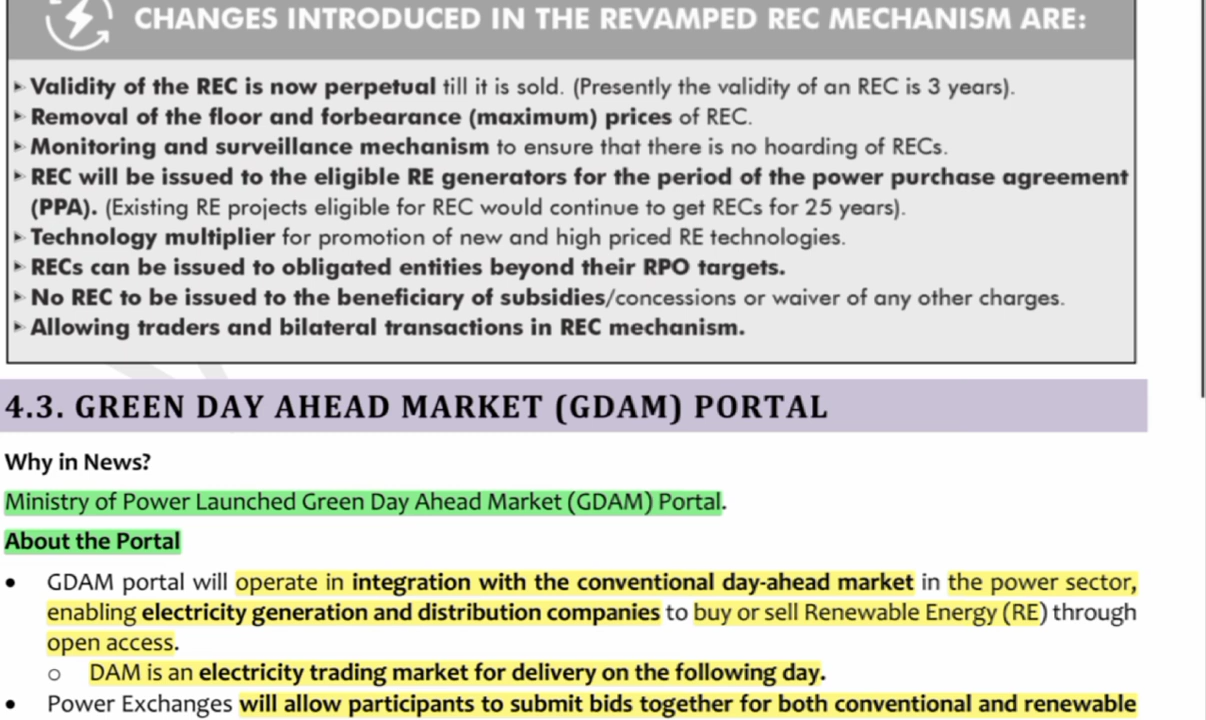 CHANGES INTRODUCED IN THE REVAMPED REC MECHANISM ARE:
▸ Validity of the REC is now perpetual till it is sold. (Presently the validity of an REC is 3 years).
▸ Removal of the floor and forbearance (maximum) prices of REC.
▸ Monitoring and surveillance mechanism to ensure that there is no hoarding of RECs.
▸ REC will be issued to the eligible RE generators for the period of the power purchase agreement
(PPA). (Existing RE projects eligible for REC would continue to get RECs for 25 years).
▸ Technology multiplier for promotion of new and high priced RE technologies.
▸ RECs can be issued to obligated entities beyond their RPO targets.
▸ No REC to be issued to the beneficiary of subsidies/concessions or waiver of any other charges.
▸ Allowing traders and bilateral transactions in REC mechanism.
4.3. GREEN DAY AHEAD MARKET (GDAM) PORTAL
Why in News?
Ministry of Power Launched Green Day Ahead Market (GDAM) Portal.
About the Portal
• GDAM portal will operate in integration with the conventional day-ahead market in the power sector,
enabling electricity generation and distribution companies to buy or sell Renewable Energy (RE) through
open access.
o DAM is an electricity trading market for delivery on the following day.
• Power Exchanges will allow participants to submit bids together for both conventional and renewable